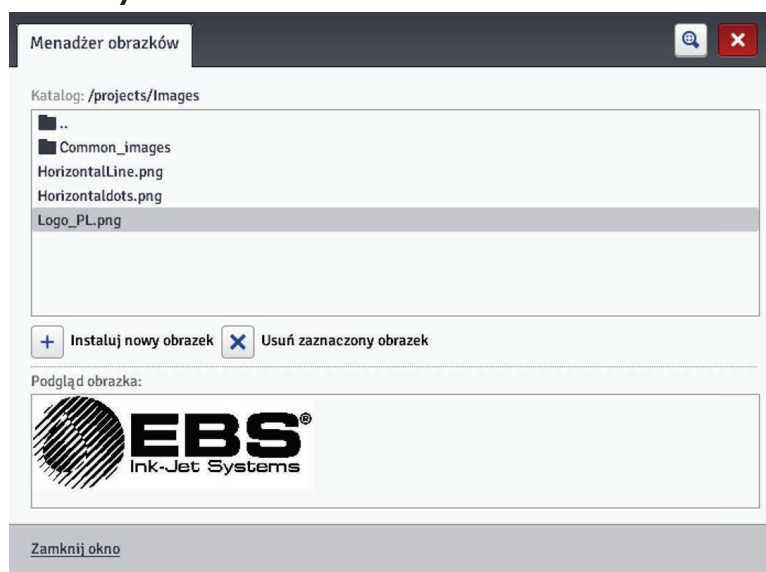 Menadżer obrazków
Katalog: /projects/Images
..
Common_images
HorizontalLine.png
Horizontaldots.png
Logo_PL.png
Instaluj nowy obrazek Usuń zaznaczony obrazek
Podgląd obrazka:
EBS®
Ink-Jet Systems
Zamknij okno